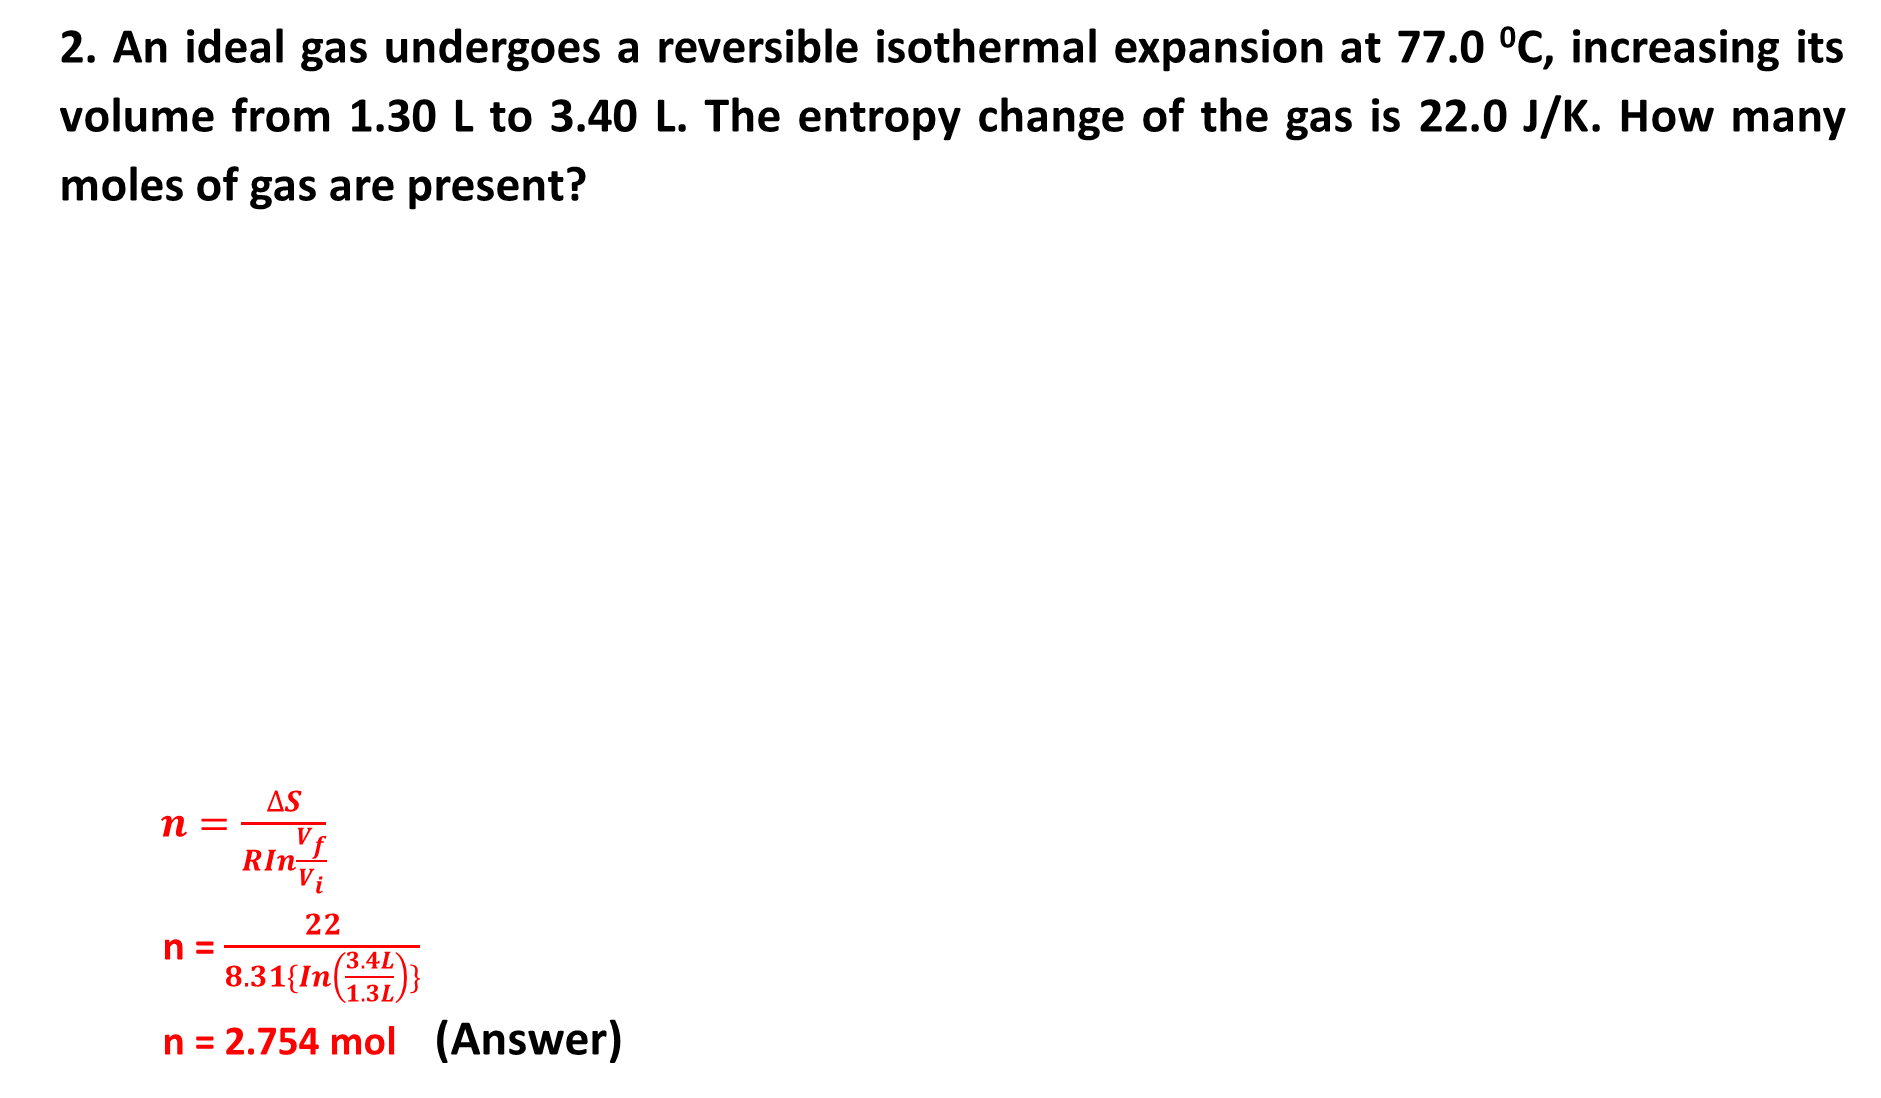 2. An ideal gas undergoes a reversible isothermal expansion at 77.0 ⁰C, increasing its
volume from 1.30 L to 3.40 L. The entropy change of the gas is 22.0 J/K. How many
moles of gas are present?
n = ΔS / RIn V_f / V_i
n = 22 / 8.31{In(3.4L / 1.3L)}
n = 2.754 mol (Answer)